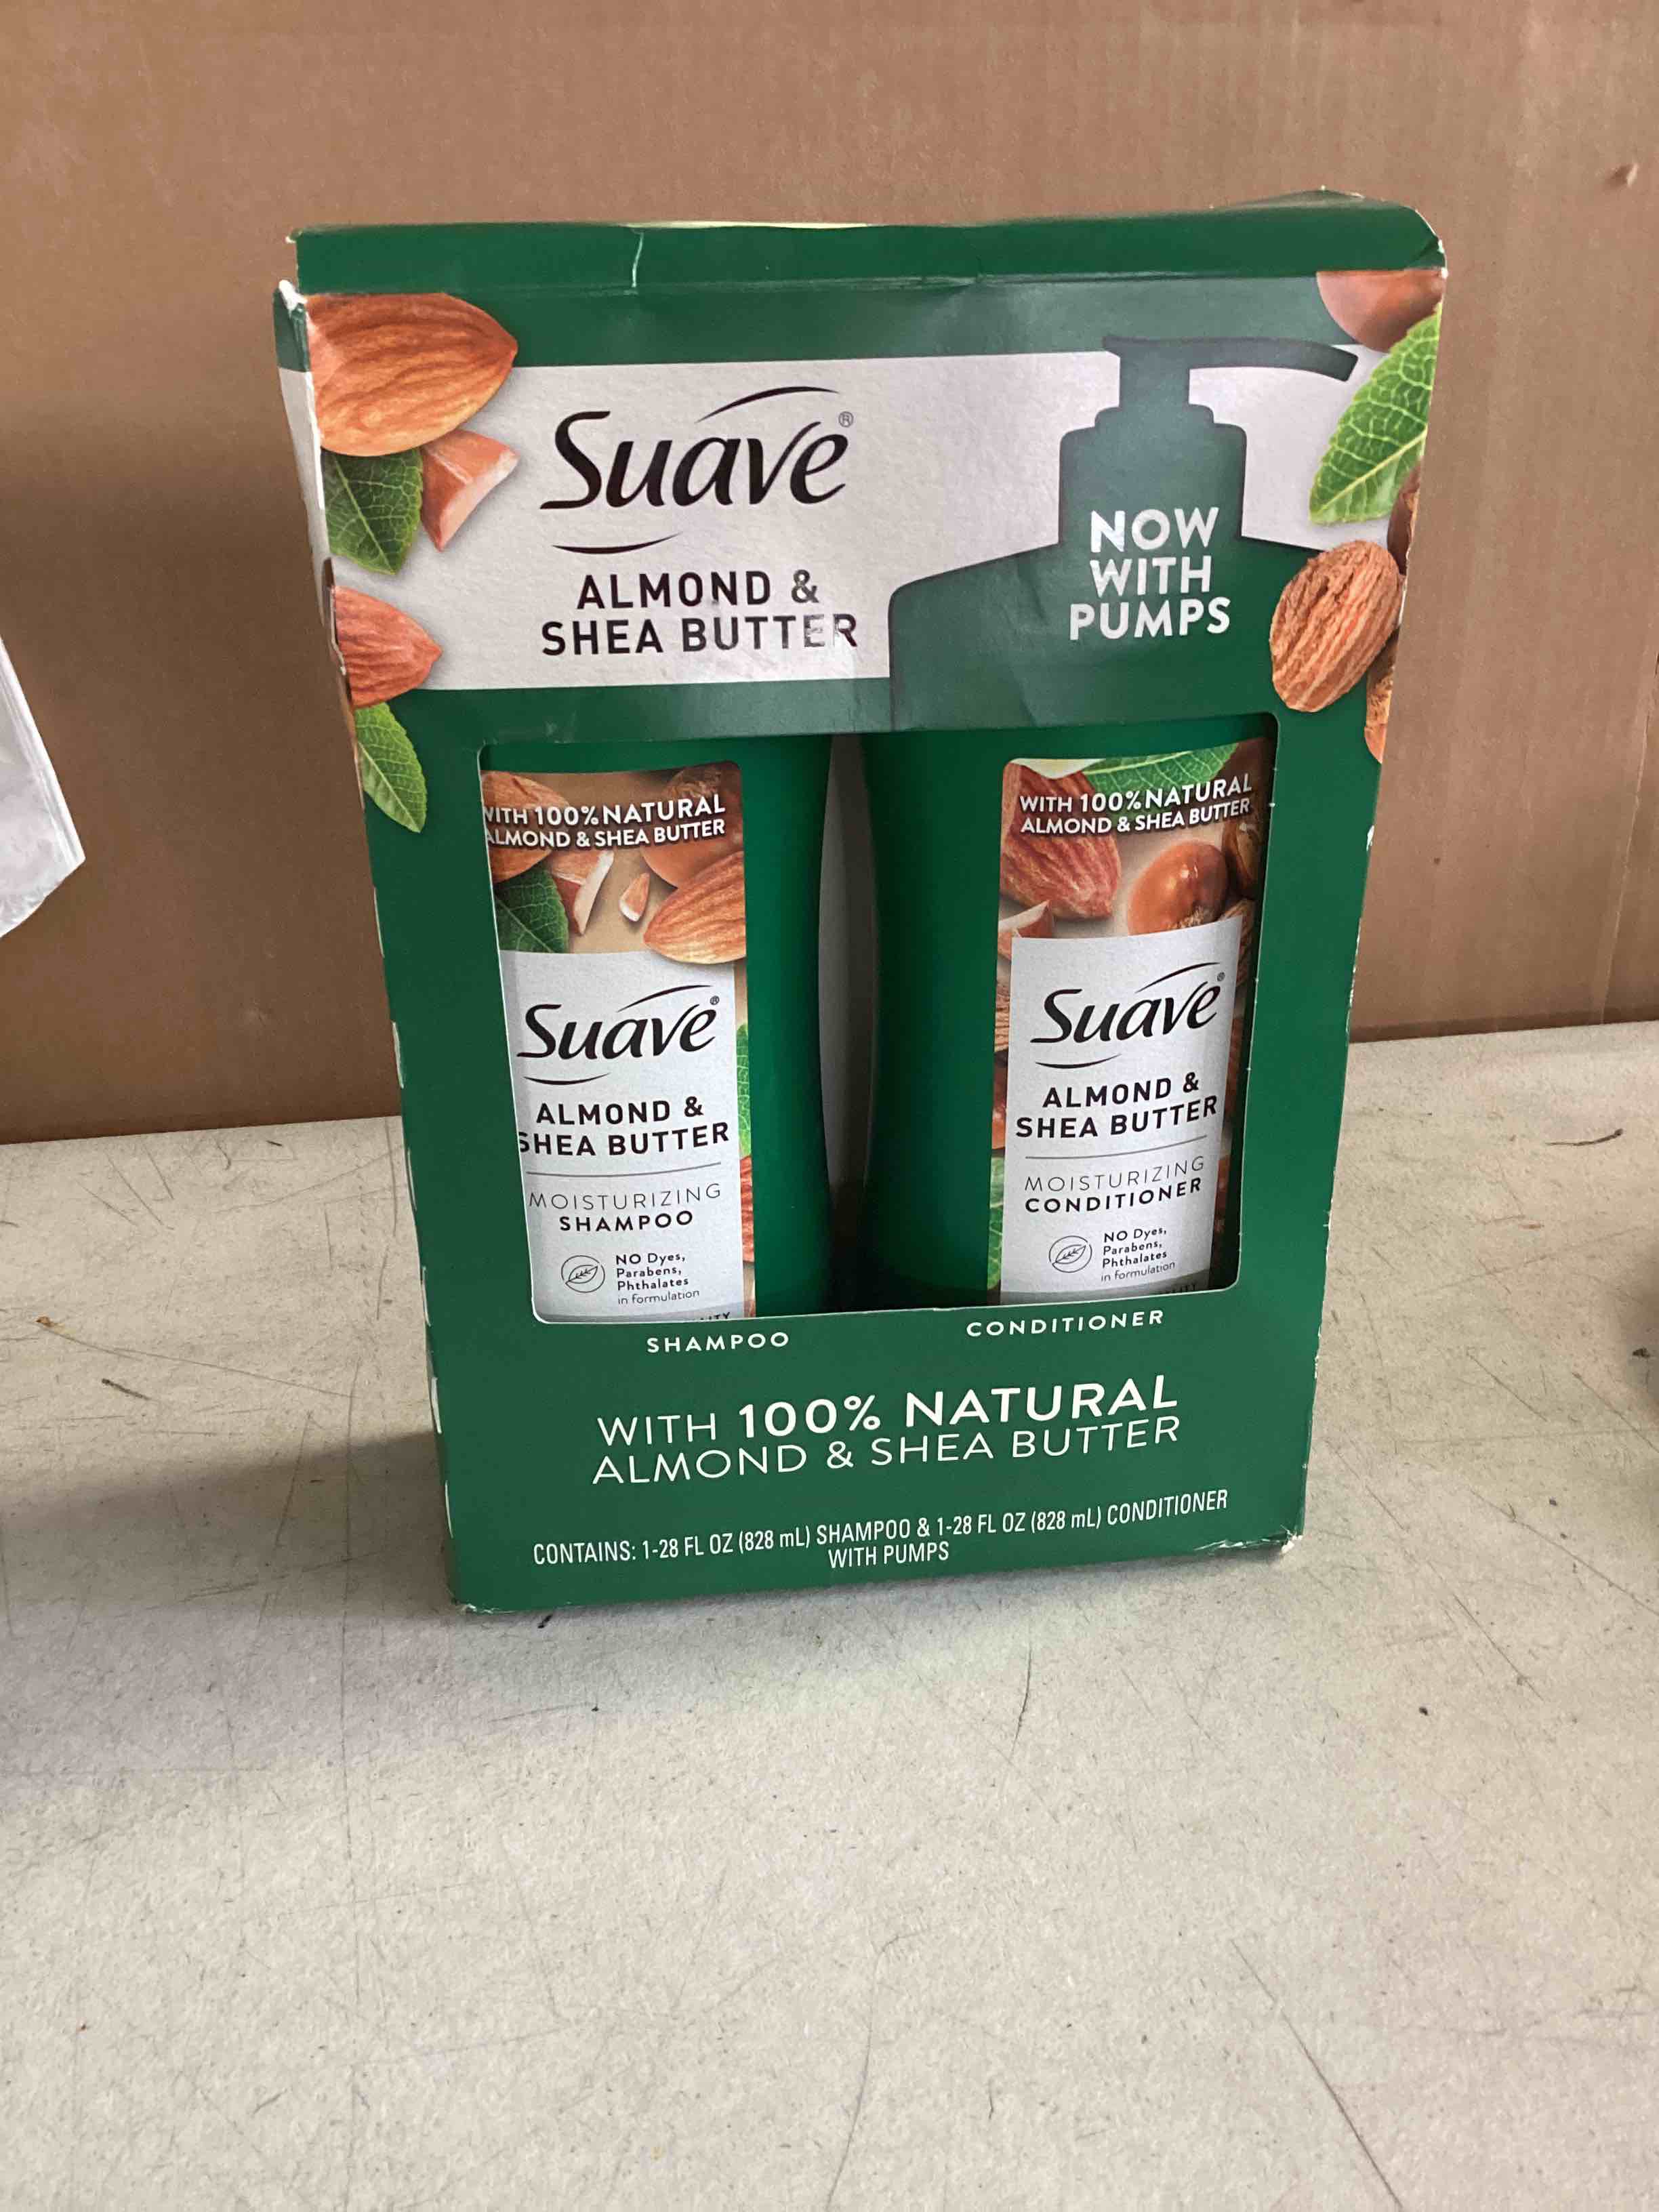 Suave®
ALMOND &
SHEA BUTTER
NOW
WITH
PUMPS
WITH 100% NATURAL
ALMOND & SHEA BUTTER
Suave®
ALMOND &
SHEA BUTTER
MOISTURIZING
SHAMPOO
NO Dyes,
Parabens,
Phthalates
in formulation
WITH 100% NATURAL
ALMOND & SHEA BUTTER
Suave®
ALMOND &
SHEA BUTTER
MOISTURIZING
CONDITIONER
NO Dyes,
Parabens,
Phthalates
in formulation
SHAMPOO
CONDITIONER
WITH 100% NATURAL
ALMOND & SHEA BUTTER
CONTAINS: 1-28 FL OZ (828 mL) SHAMPOO & 1-28 FL OZ (828 mL) CONDITIONER
WITH PUMPS